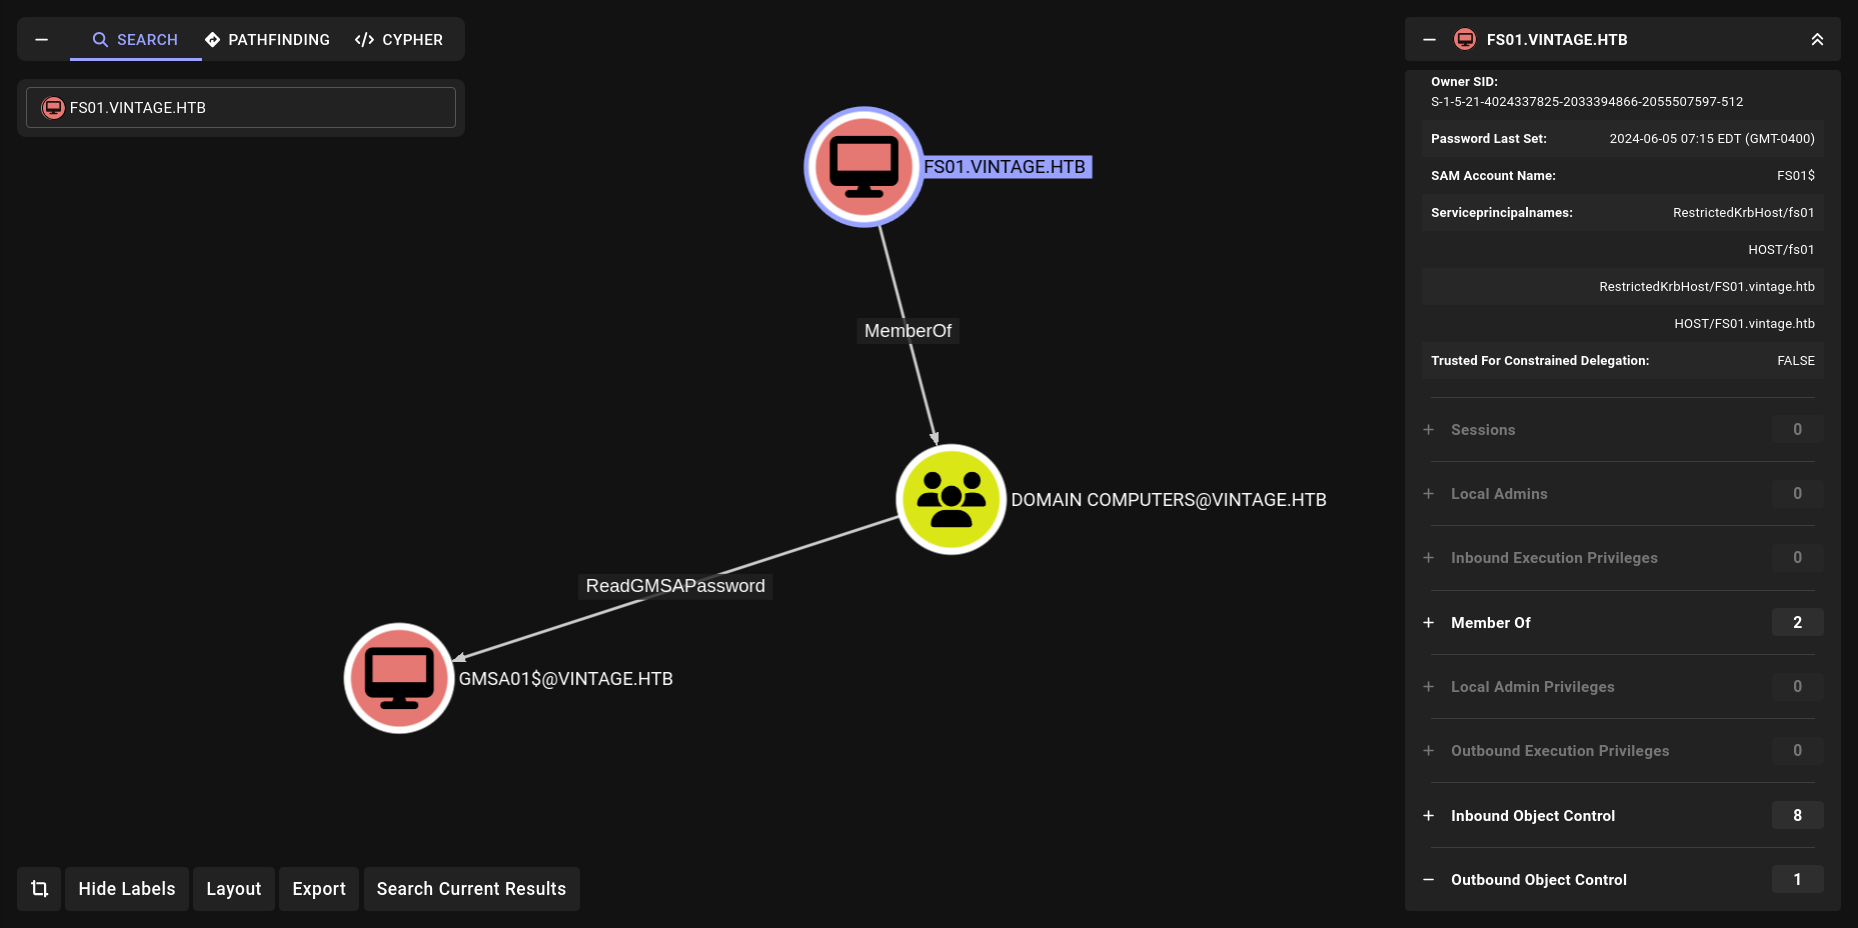 SEARCH
PATHFINDING
CYPHER
FS01.VINTAGE.HTB
FS01.VINTAGE.HTB
MemberOf
DOMAIN COMPUTERS@VINTAGE.HTB
ReadGMSAPassword
GMSA01$@VINTAGE.HTB
Hide Labels
Layout
Export
Search Current Results
FS01.VINTAGE.HTB
Owner SID:
S-1-5-21-4024337825-2033394866-2055507597-512
Password Last Set: 2024-06-05 07:15 EDT (GMT-0400)
SAM Account Name: FS01$
Serviceprincipalnames: RestrictedKrbHost/fs01
HOST/fs01
RestrictedKrbHost/FS01.vintage.htb
HOST/FS01.vintage.htb
Trusted For Constrained Delegation: FALSE
Sessions 0
Local Admins 0
Inbound Execution Privileges 0
Member Of 2
Local Admin Privileges 0
Outbound Execution Privileges 0
Inbound Object Control 8
Outbound Object Control 1